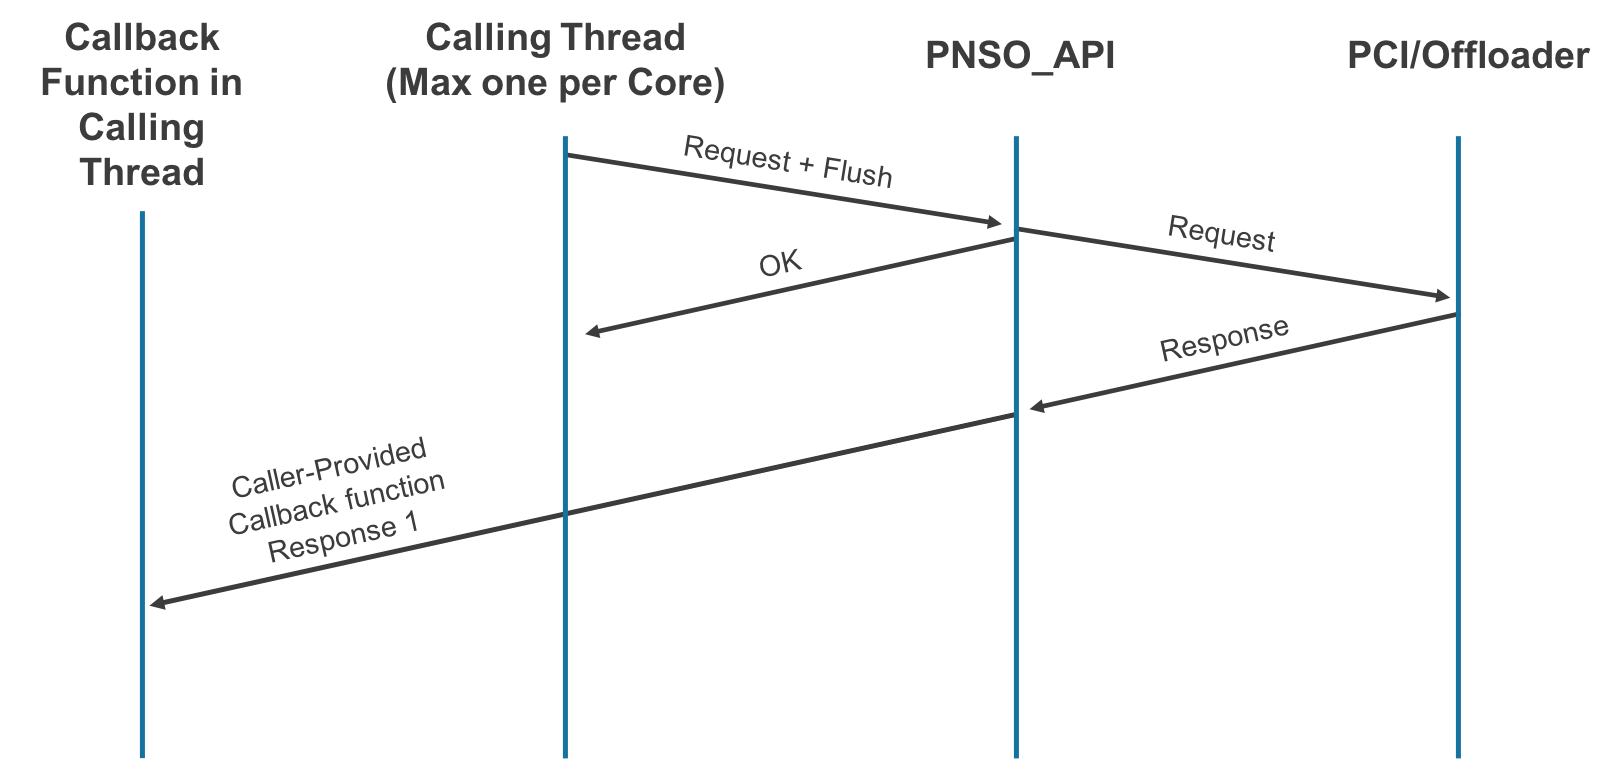 Callback
Function in
Calling
Thread
Calling Thread
(Max one per Core)
PNSO_API
PCI/Offloader
Request + Flush
Request
OK
Response
Caller-Provided
Callback function
Response 1